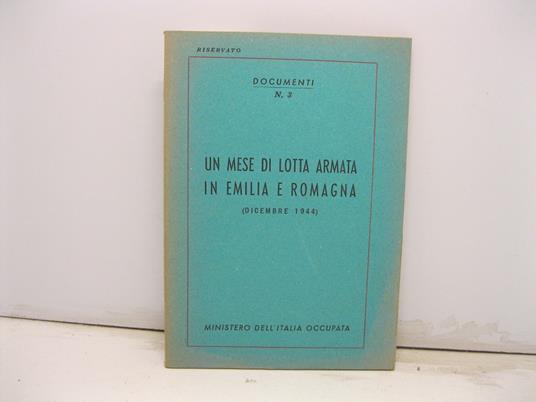 RISERVATO
DOCUMENTI
N. 3
UN MESE DI LOTTA ARMATA
IN EMILIA E ROMAGNA
(DICEMBRE 1944)
MINISTERO DELL'ITALIA OCCUPATA